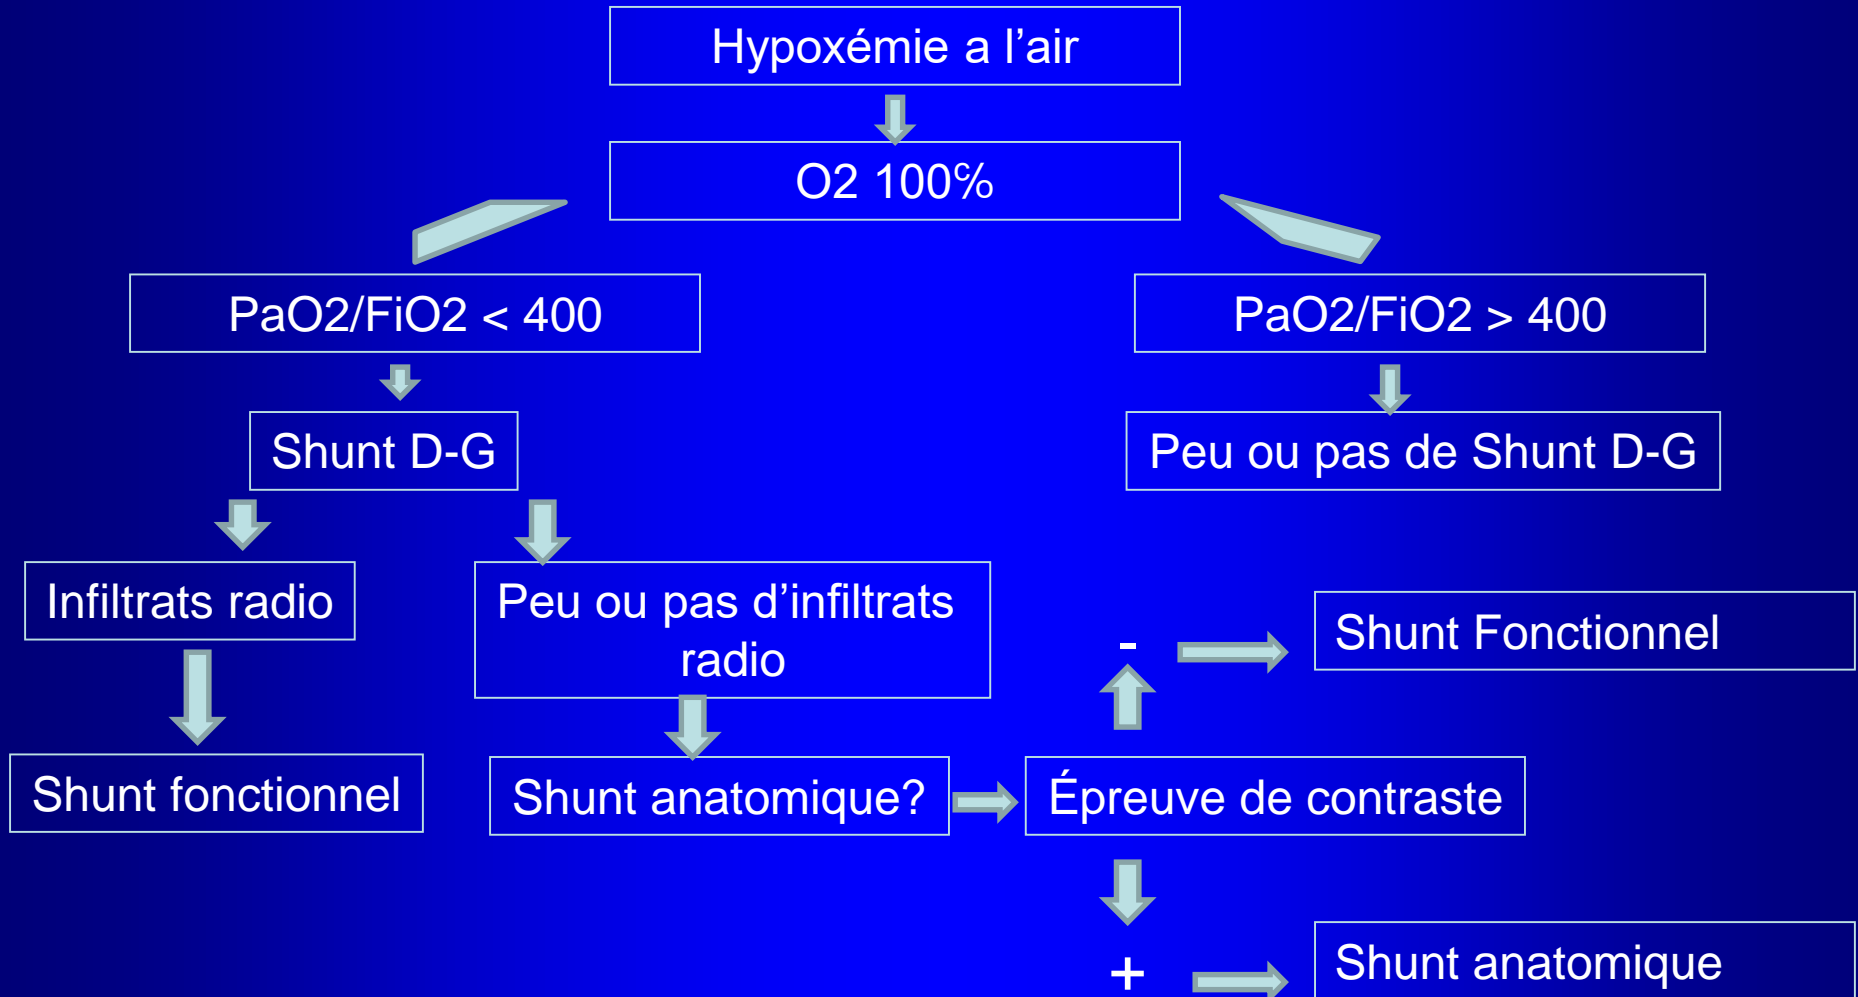 Hypoxémie a l’air
O2 100℅
PaO2/FiO2 < 400
PaO2/FiO2 > 400
Shunt D-G
Peu ou pas de Shunt D-G
Infiltrats radio
Peu ou pas d’infiltrats
radio
-
Shunt Fonctionnel
Shunt fonctionnel
Shunt anatomique?
Épreuve de contraste
+
Shunt anatomique